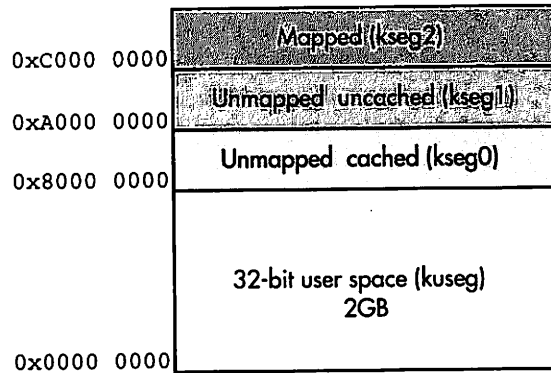 Mapped (kseg2)
0xC000 0000
Unmapped uncached (kseg1)
0xA000 0000
Unmapped cached (kseg0)
0x8000 0000
32-bit user space (kuseg)
2GB
0x0000 0000